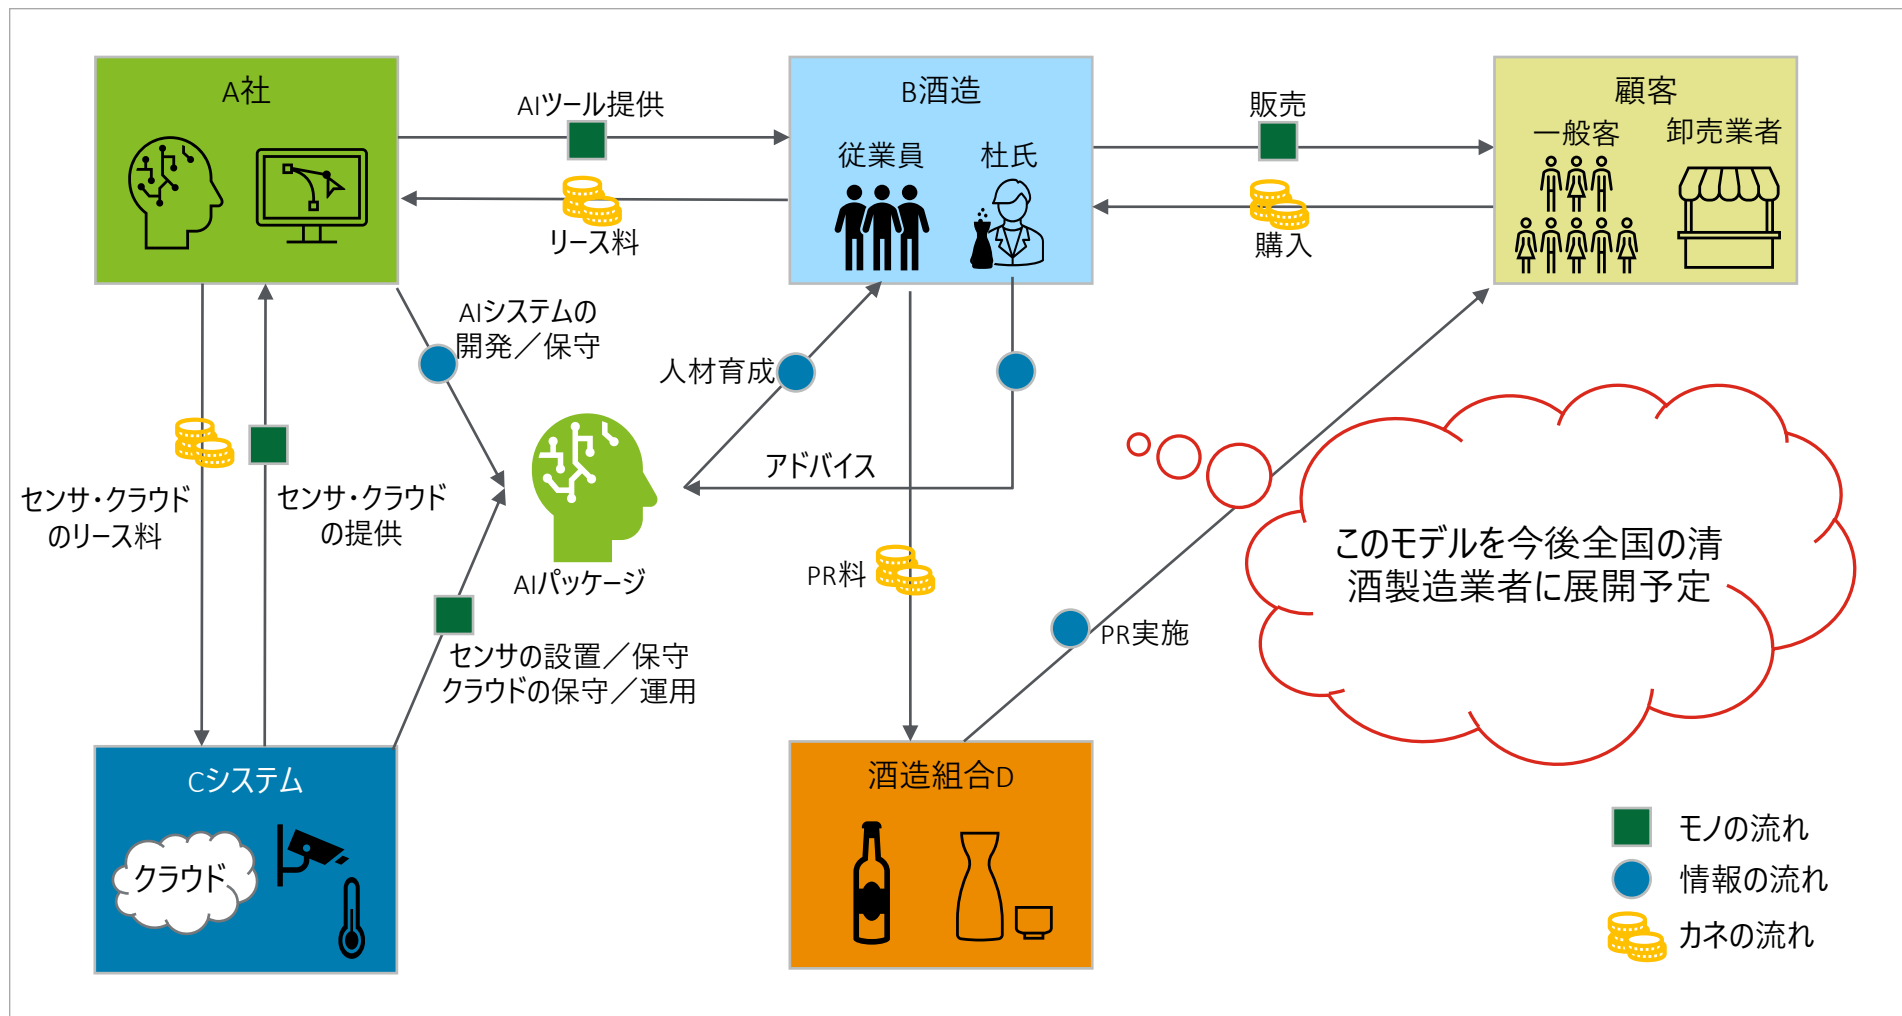 A社
AIツール提供
リース料
B酒造
従業員
杜氏
販売
購入
顧客
一般客
卸売業者
AIシステムの
開発／保守
人材育成
アドバイス
センサ・クラウド
のリース料
センサ・クラウド
の提供
AIパッケージ
PR料
PR実施
センサの設置／保守
クラウドの保守／運用
このモデルを今後全国の清
酒製造業者に展開予定
Cシステム
クラウド
酒造組合D
モノの流れ
情報の流れ
カネの流れ